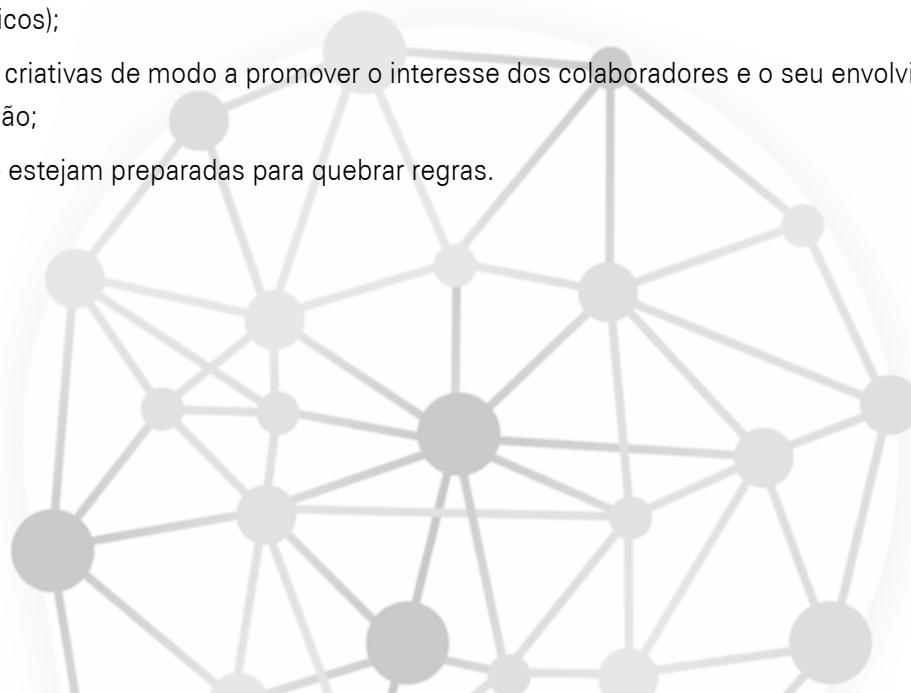 icos);
criativas de modo a promover o interesse dos colaboradores e o seu envolvi
ão;
estejam preparadas para quebrar regras.